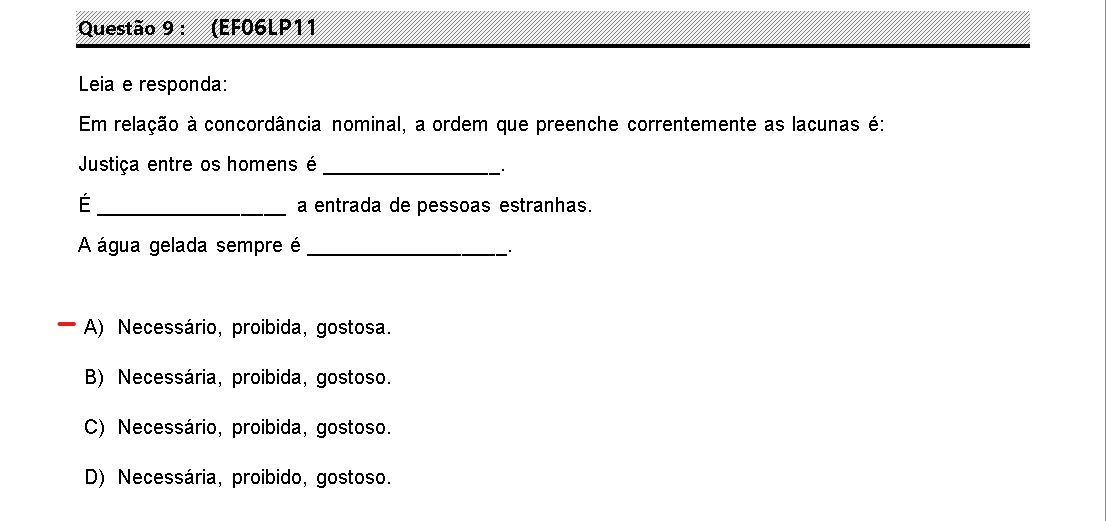 Questão 9 : (EF06LP11
Leia e responda:
Em relação à concordância nominal, a ordem que preenche correntemente as lacunas é:
Justiça entre os homens é ________________.
É _________________ a entrada de pessoas estranhas.
A água gelada sempre é __________________.
A) Necessário, proibida, gostosa.
B) Necessária, proibida, gostoso.
C) Necessário, proibida, gostoso.
D) Necessária, proibido, gostoso.